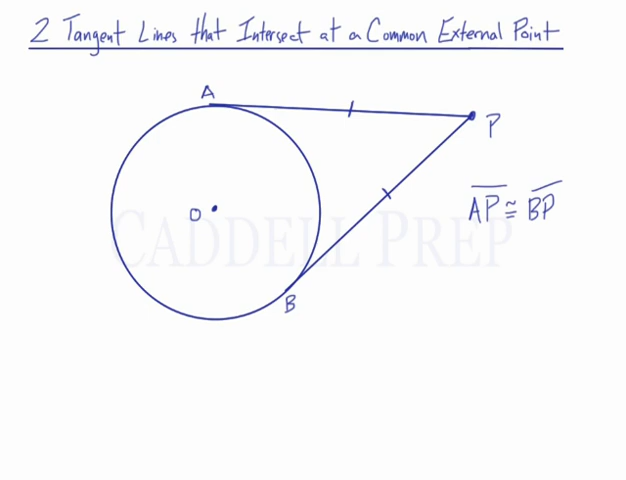 2 Tangent Lines that Intersect at a Common External Point
A
P
O
AP ≅ BP
CADDELL PREP
B